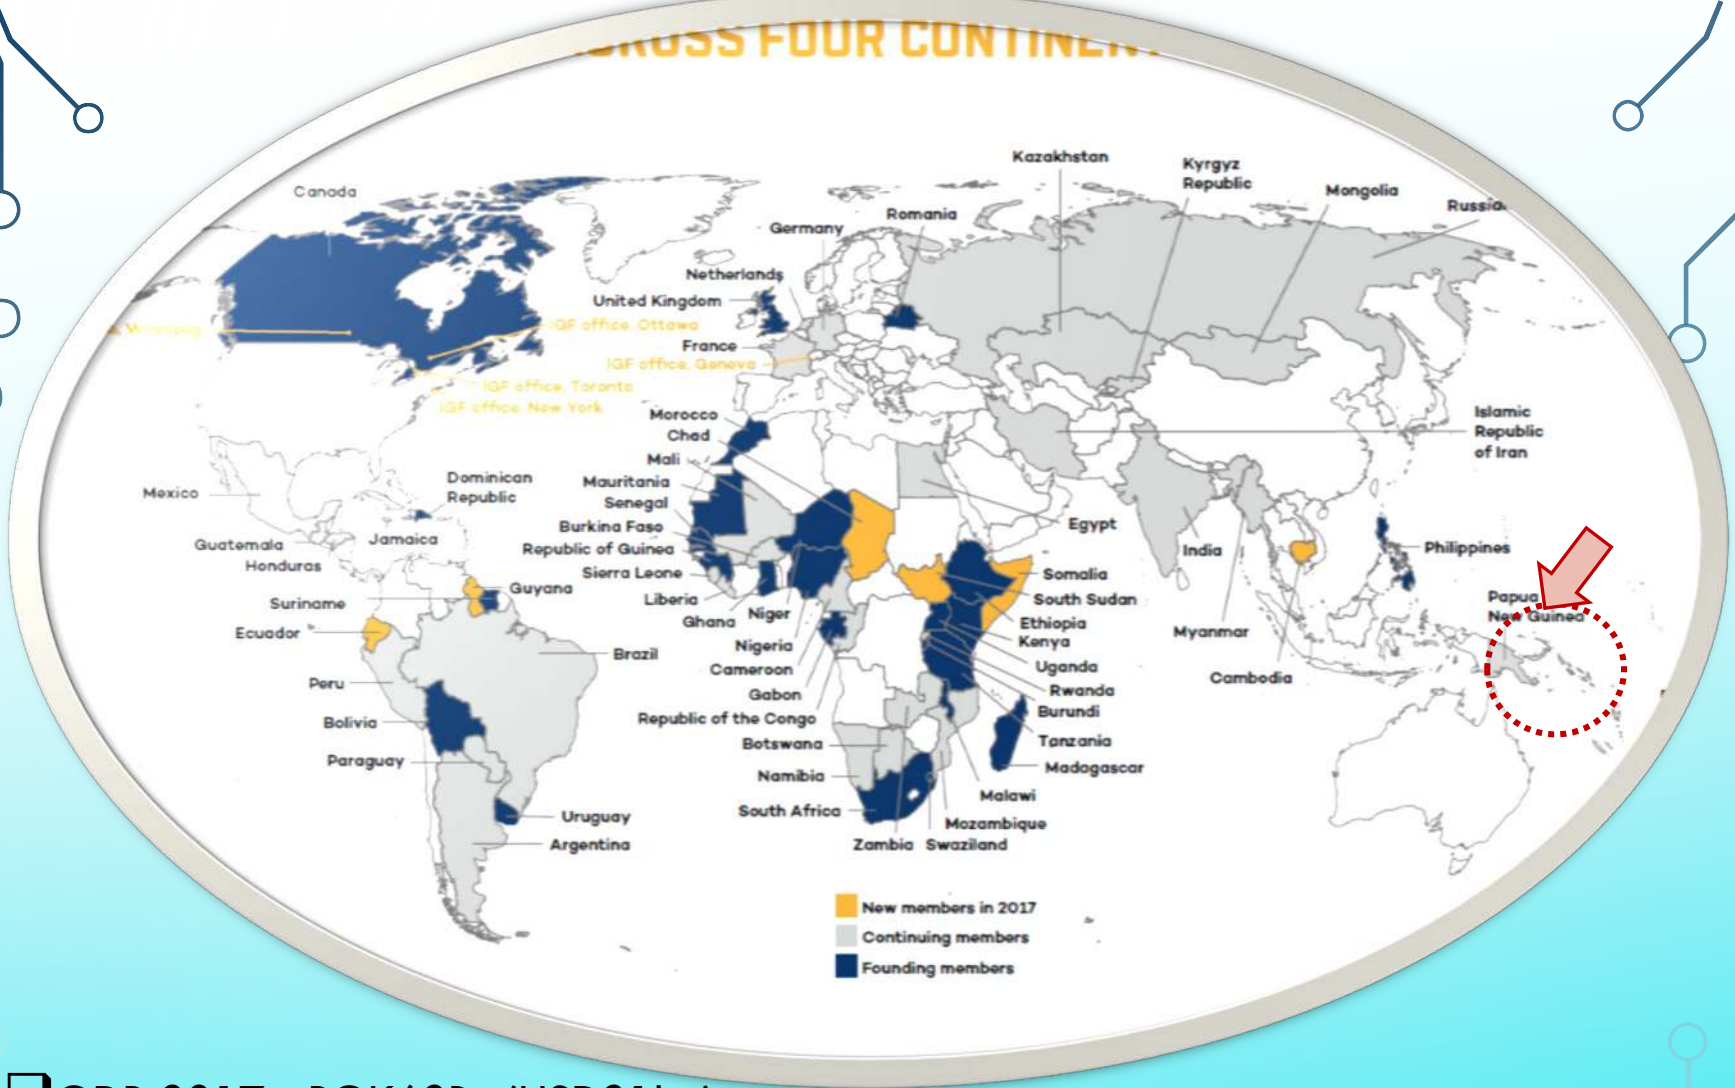 FOUR
Kazakhstan
Kyrgyz
Republic
Mongolia
Russia
Canada
Romania
Germany
Netherlands
United Kingdom
IGF office, Ottawa
France
IGF office, Geneva
IGF office, Toronto
IGF office, New York
Morocco
Chad
Mali
Mauritania
Senegal
Burkina Faso
Republic of Guinea
Sierra Leone
Liberia
Ghana
Niger
Nigeria
Cameroon
Gabon
Republic of the Congo
Botswana
Namibia
South Africa
Islamic
Republic
of Iran
Mexico
Dominican
Republic
Guatemala
Jamaica
Honduras
Guyana
Suriname
Ecuador
Brazil
Peru
Bolivia
Paraguay
Uruguay
Argentina
Egypt
India
Philippines
Somalia
South Sudan
Ethiopia
Kenya
Uganda
Rwanda
Burundi
Tanzania
Madagascar
Malawi
Mozambique
Zambia Swaziland
Papua
New Guinea
Myanmar
Cambodia
New members in 2017
Continuing members
Founding members